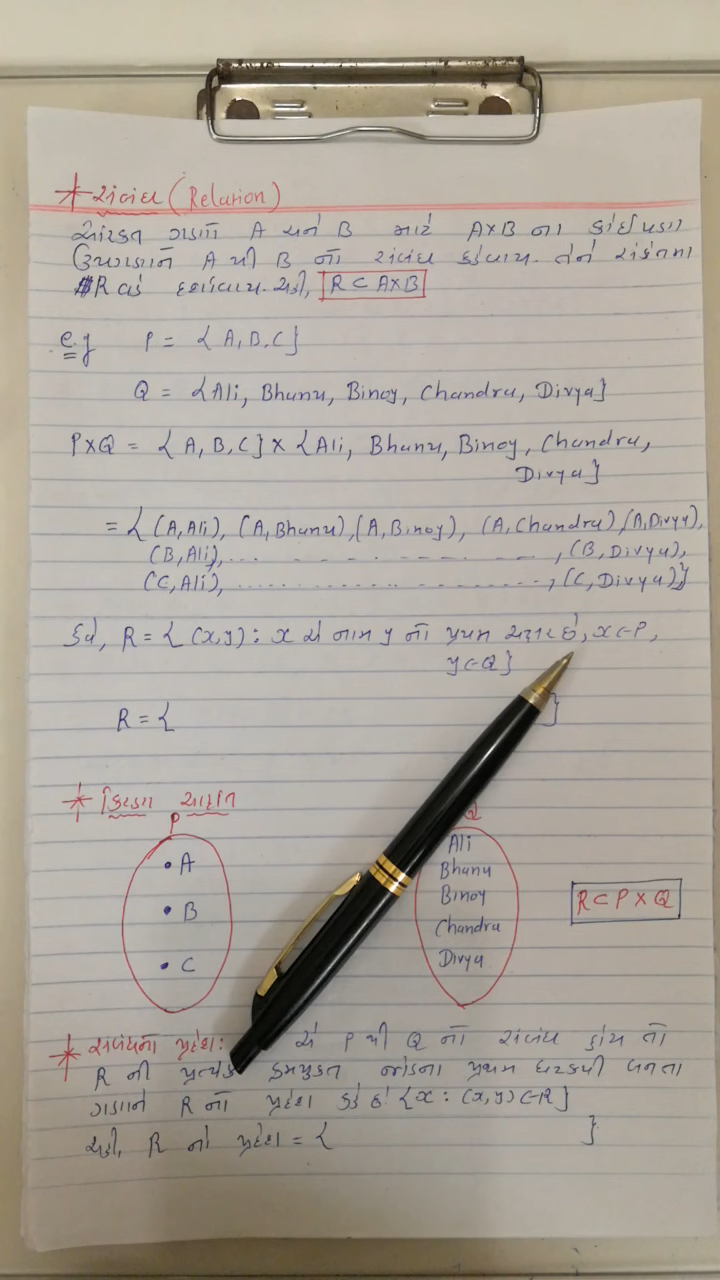 * સંબંધ (Relation)
અરિક્ત ગણો A અને B માટે A×B ના કોઈપણ
ઉપગણને A થી B નો સંબંધ કહેવાય. તેને સંકેતમાં
R વડે દર્શાવાય. અહી, R ⊂ A×B
e.g P = {A, B, C}
Q = {Ali, Bhanu, Binoy, Chandra, Divya}
P×Q = {A, B, C} × {Ali, Bhanu, Binoy, Chandra,
Divya}
= {(A,Ali), (A,Bhanu), (A,Binoy), (A,Chandra), (A,Divya),
(B,Ali), ..... - - - - - - - , (B,Divya),
(C,Ali), ................................, (C,Divya)}
હવે, R = {(x,y) : x એ નામ y નો પ્રથમ અક્ષર છે, x∈P,
y∈Q}
R = { }
* કિરણ આકૃતિ
P Q
A Ali
Bhanu
B Binoy R ⊂ P × Q
Chandra
C Divya
* સંબંધનો પ્રદેશ: એ P થી Q નો સંબંધ હોય તો
R ની પ્રત્યેક ક્રમયુક્ત જોડના પ્રથમ ઘટકથી બનતા
ગણને R નો પ્રદેશ કહે છે {x : (x,y) ∈ R}
અહી, R નો પ્રદેશ = { }